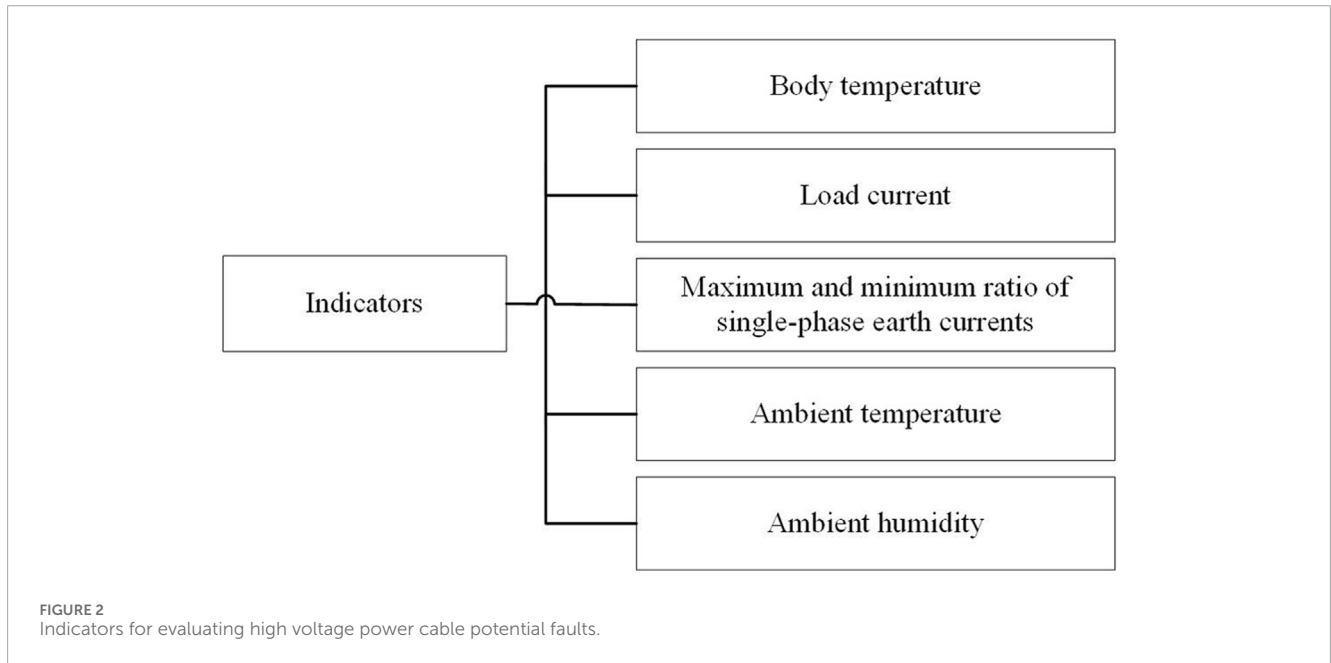 Body temperature
Load current
Indicators
Maximum and minimum ratio of
single-phase earth currents
Ambient temperature
Ambient humidity
FIGURE 2
Indicators for evaluating high voltage power cable potential faults.